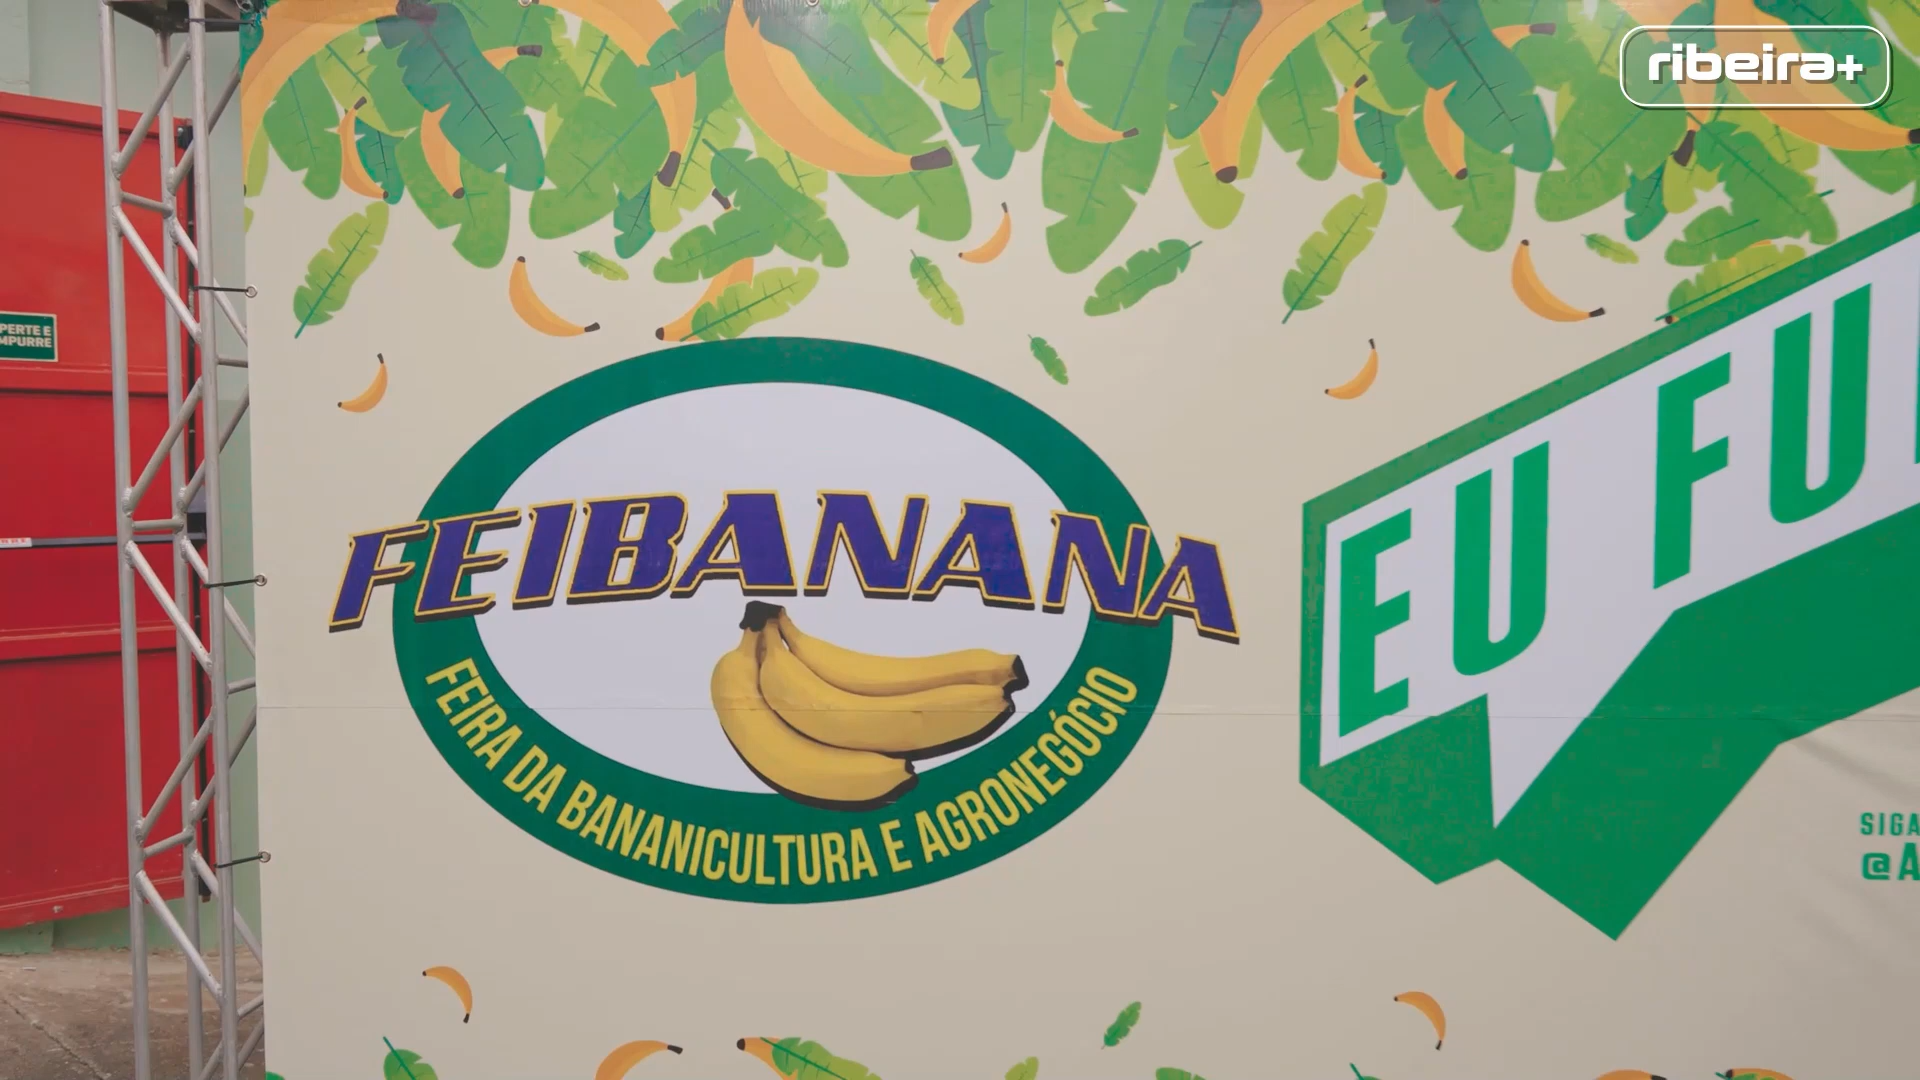 ribeira+
PERTE E
MPURRE
FEIBANANA
FEIRA DA BANANICULTURA E AGRONEGÓCIO
EU FU
SIGA
@A